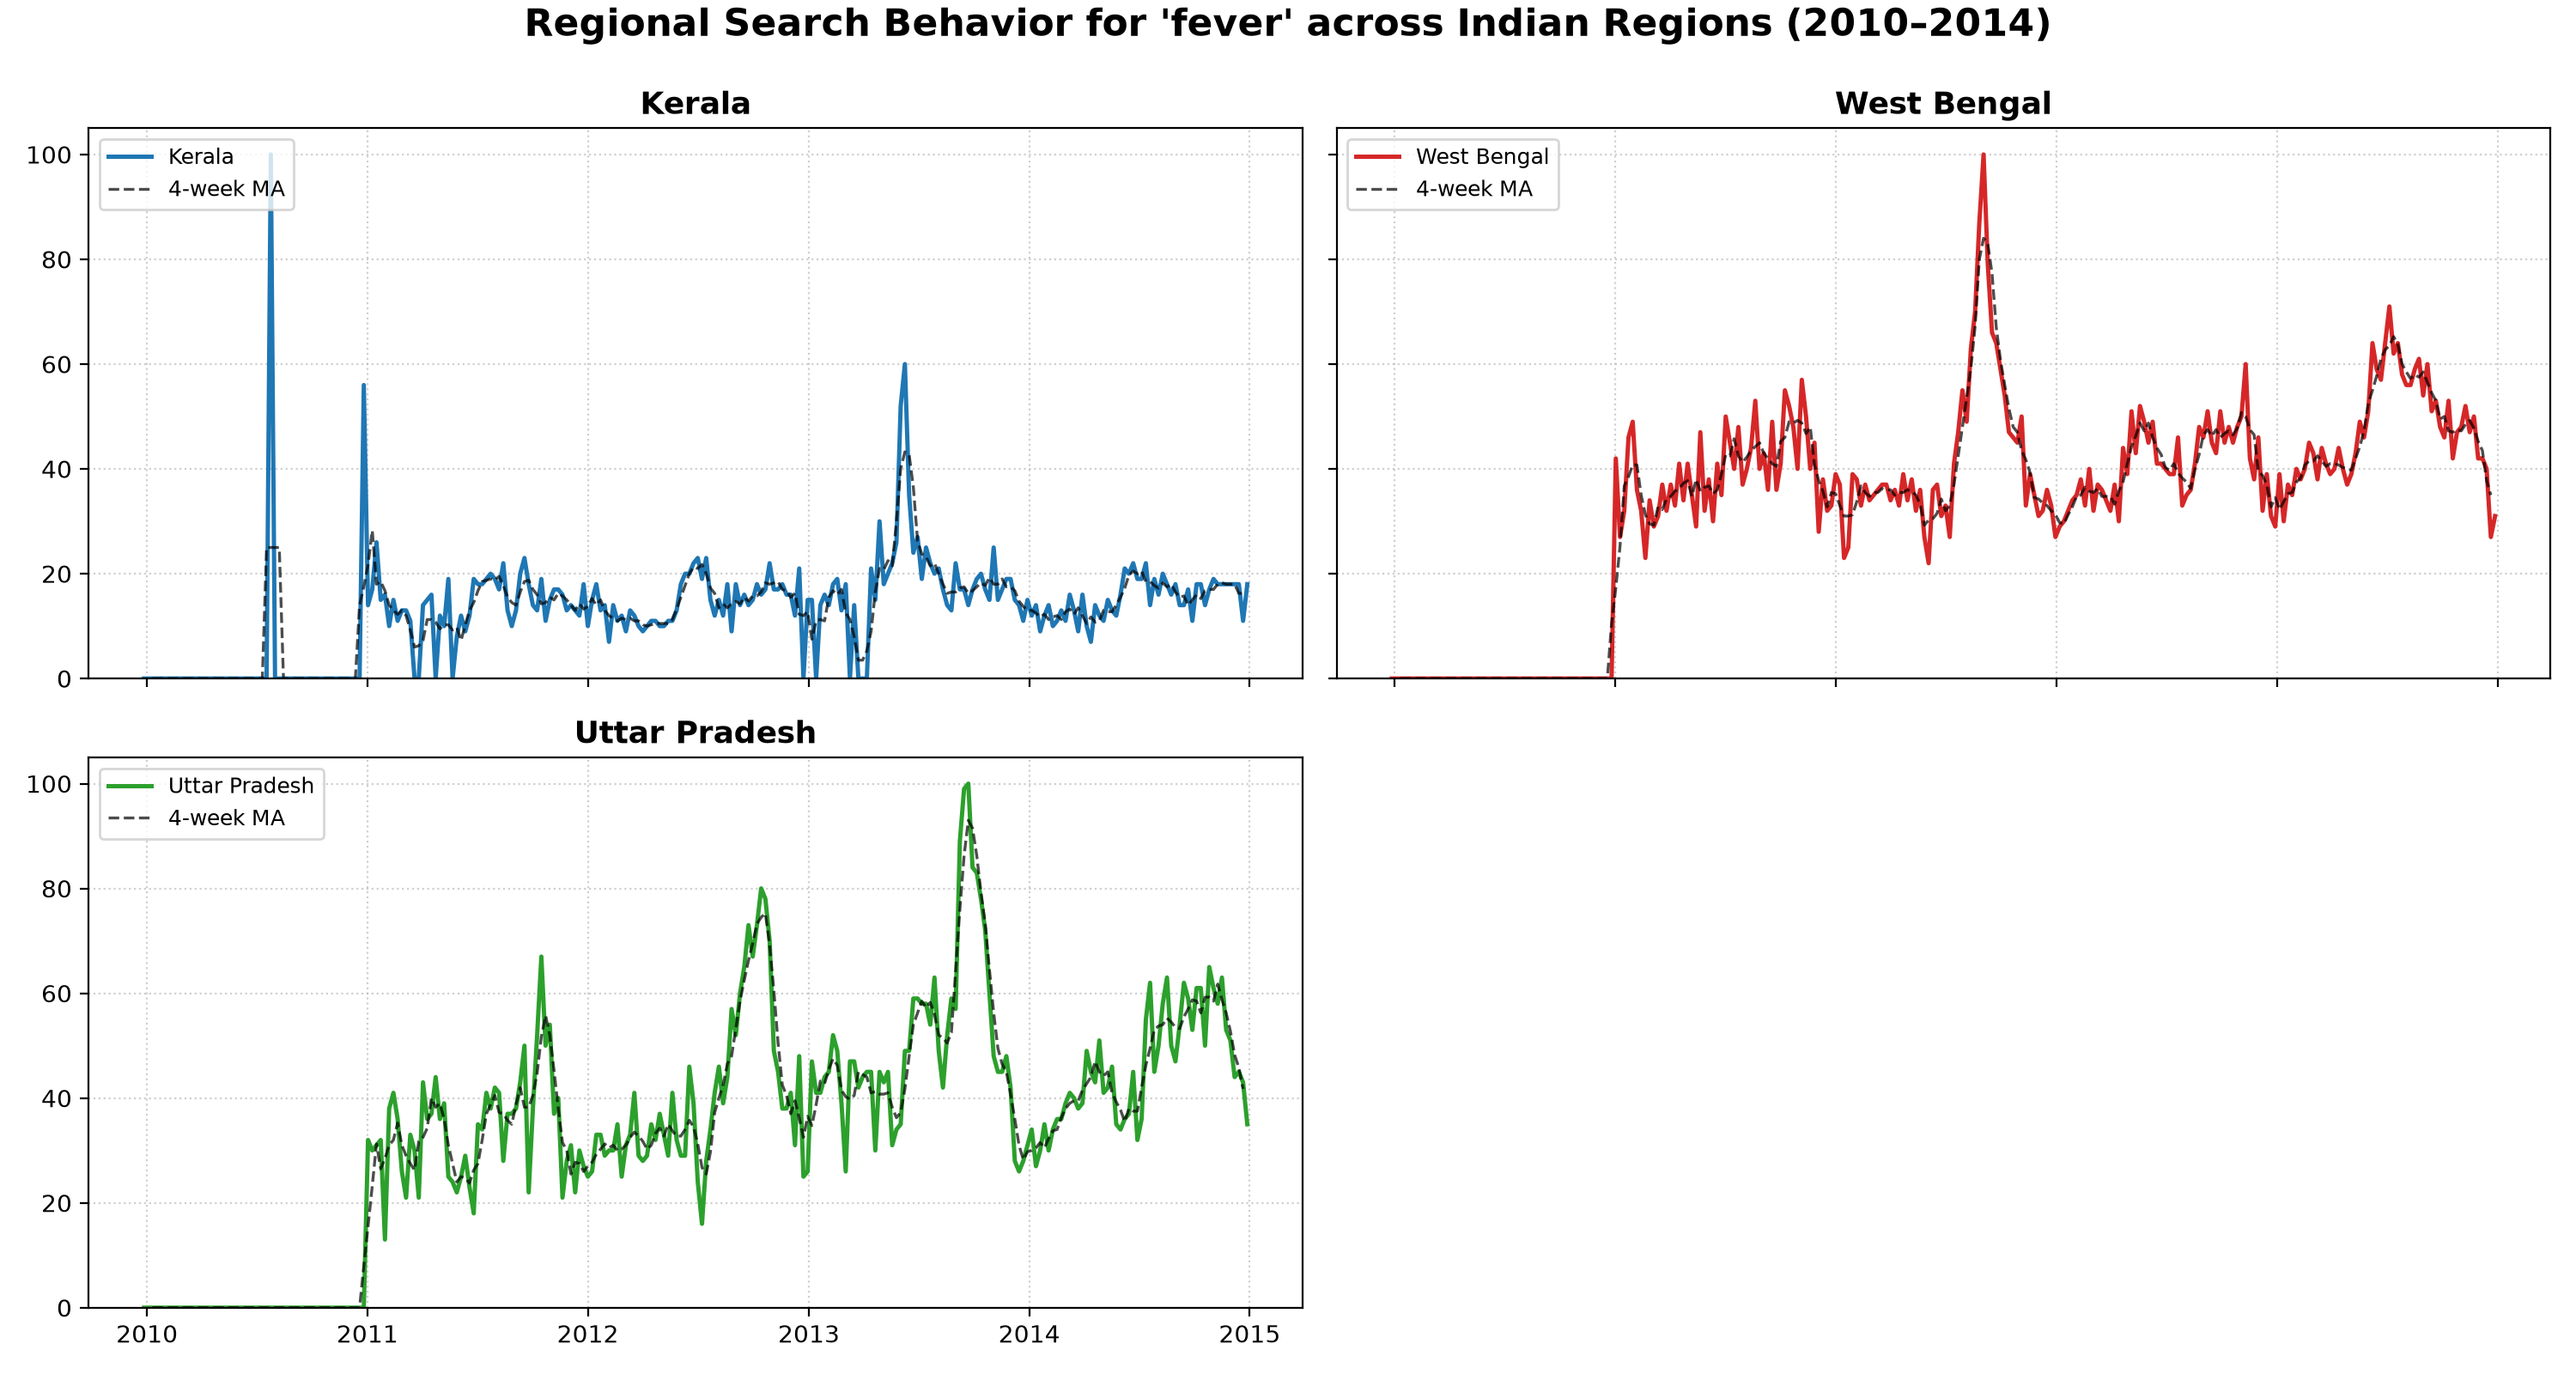 Regional Search Behavior for 'fever' across Indian Regions (2010–2014)
Kerala
100
80
60
40
20
0
Kerala
4-week MA
West Bengal
West Bengal
4-week MA
Uttar Pradesh
100
80
60
40
20
0
Uttar Pradesh
4-week MA
2010 2011 2012 2013 2014 2015